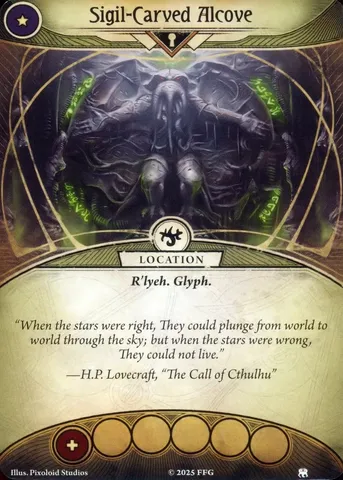 Sigil-Carved Alcove
LOCATION
R'lyeh. Glyph.
“When the stars were right, They could plunge from world to
world through the sky; but when the stars were wrong,
They could not live.”
—H.P. Lovecraft, “The Call of Cthulhu”
Illus. Pixoloid Studios
© 2025 FFG